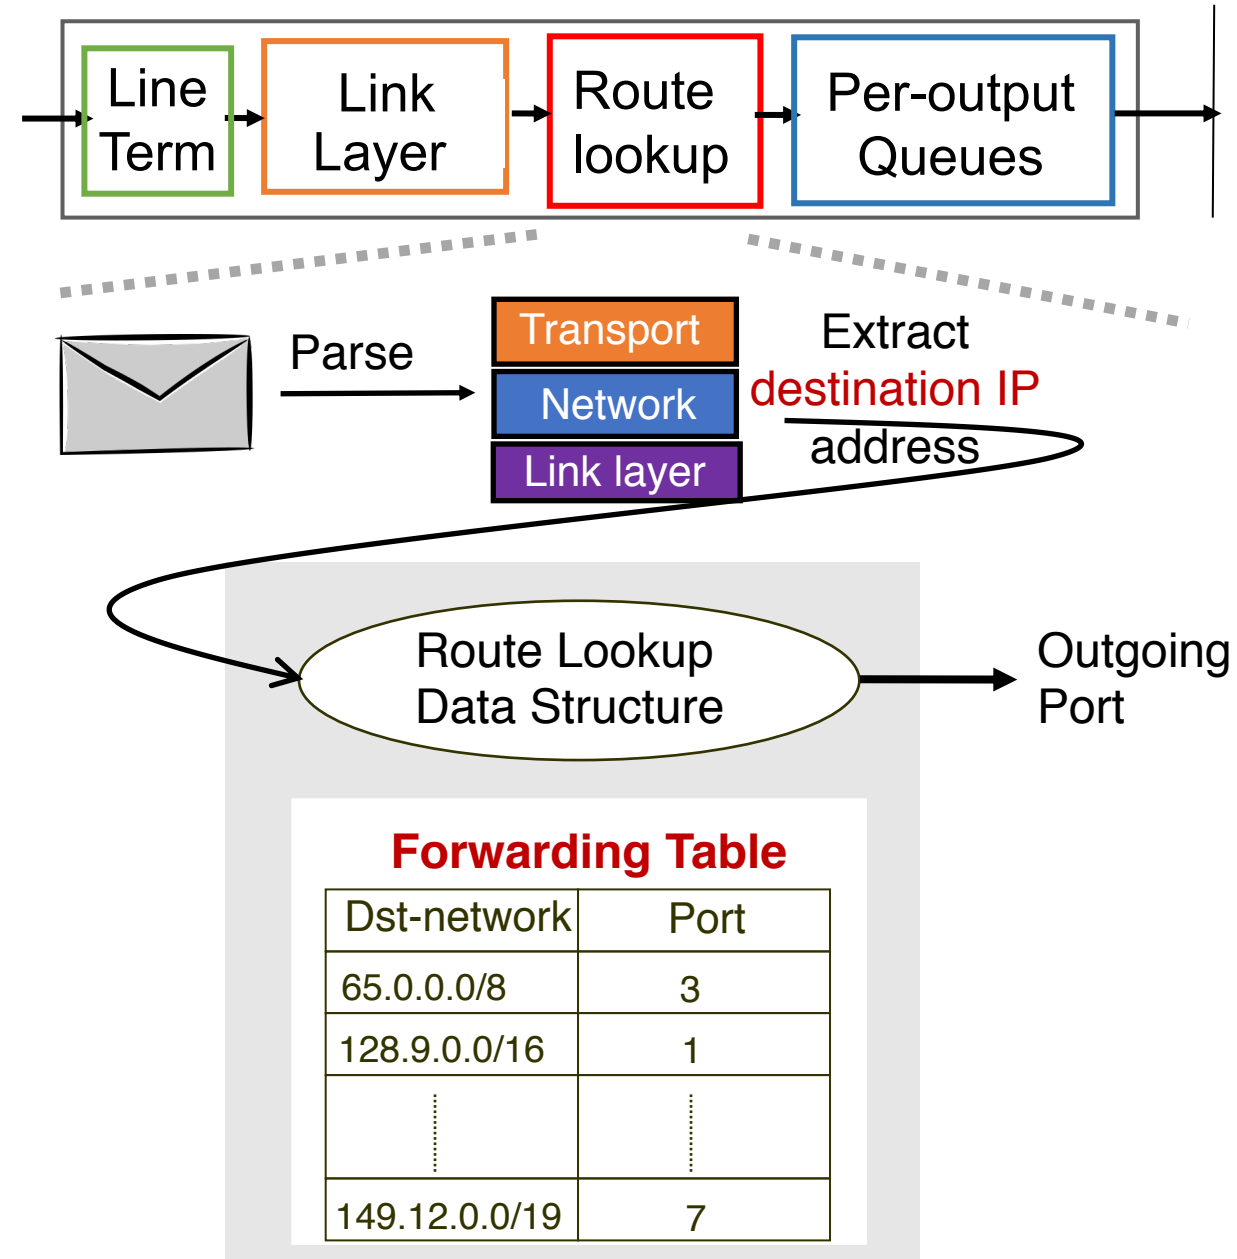 Line
Term
Link
Layer
Route
lookup
Per-output
Queues
Parse
Transport
Network
Link layer
Extract
destination IP
address
Route Lookup
Data Structure
Outgoing
Port
Forwarding Table
Dst-network Port
65.0.0.0/8 3
128.9.0.0/16 1
149.12.0.0/19 7